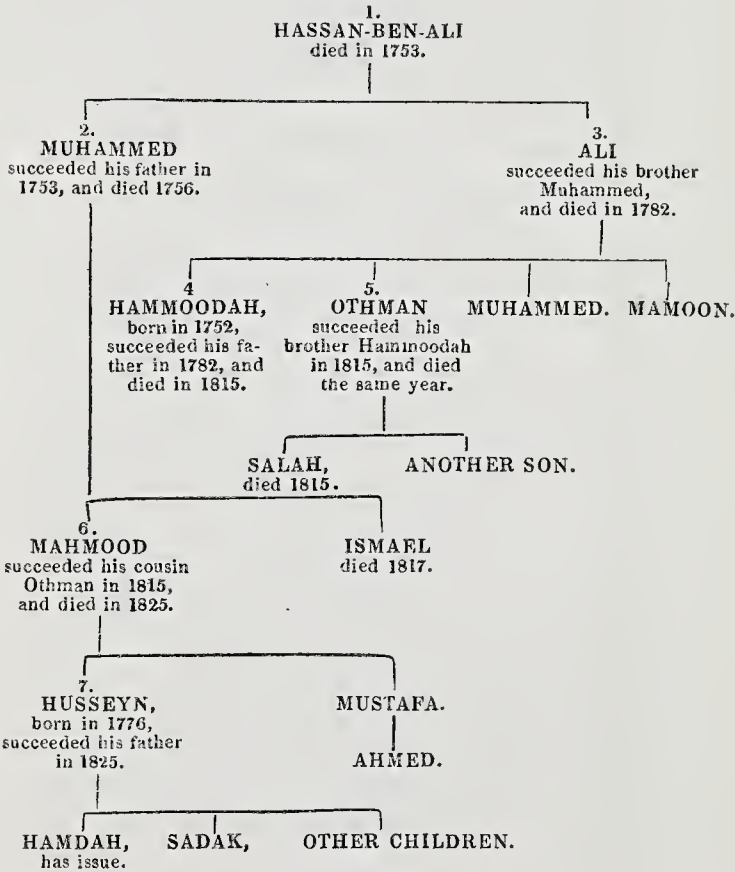 1.
HASSAN-BEN-ALI
died in 1753.
2.
MUHAMMED
succeeded his father in
1753, and died 1756.
3.
ALI
succeeded his brother
Muhammed,
and died in 1782.
4
HAMMOODAH,
born in 1752,
succeeded his fa-
ther in 1782, and
died in 1815.
5.
OTHMAN
succeeded his
brother Hammoodah
in 1815, and died
the same year.
MUHAMMED.
MAMOON.
SALAH,
died 1815.
ANOTHER SON.
6.
MAHMOOD
succeeded his cousin
Othman in 1815,
and died in 1825.
ISMAEL
died 1817.
7.
HUSSEYN,
born in 1776,
succeeded his father
in 1825.
MUSTAFA.
AHMED.
HAMDAH,
has issue.
SADAK,
OTHER CHILDREN.